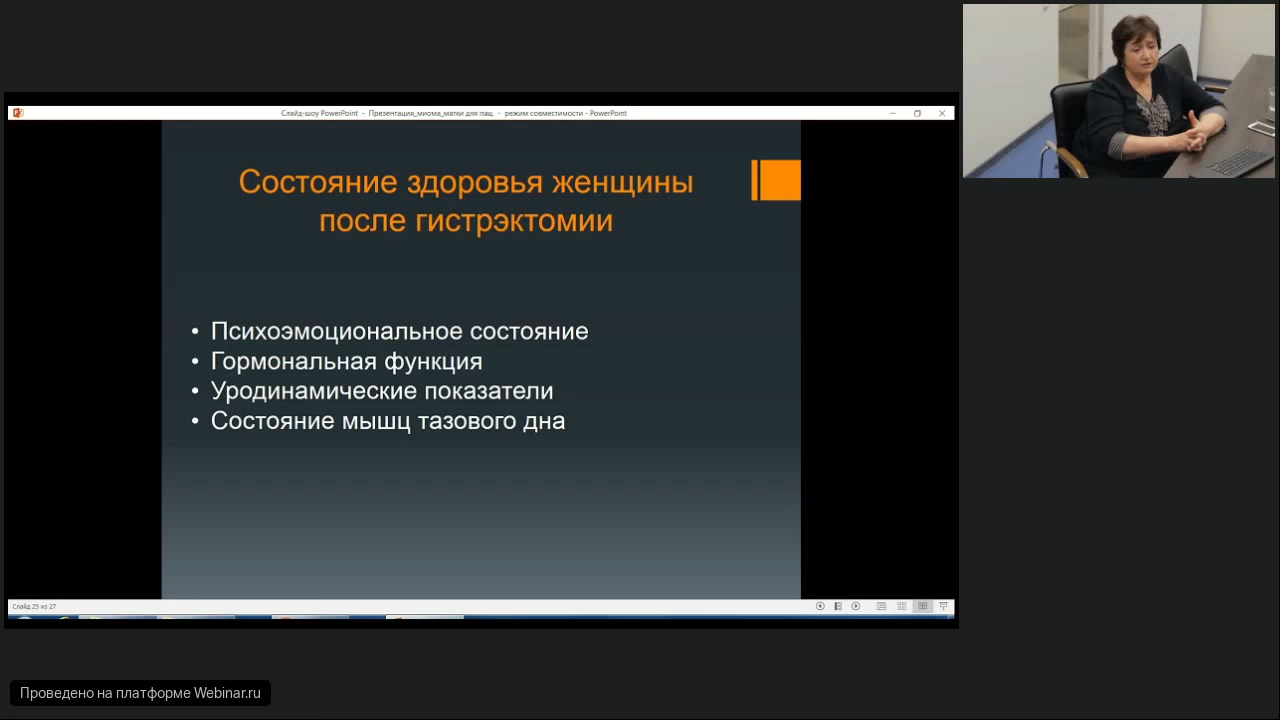 Слайд-шоу PowerPoint - Презентация_миома_матки для пац. - режим совместимости - PowerPoint
Состояние здоровья женщины
после гистрэктомии
• Психоэмоциональное состояние
• Гормональная функция
• Уродинамические показатели
• Состояние мышц тазового дна
Слайд 25 из 27
Проведено на платформе Webinar.ru